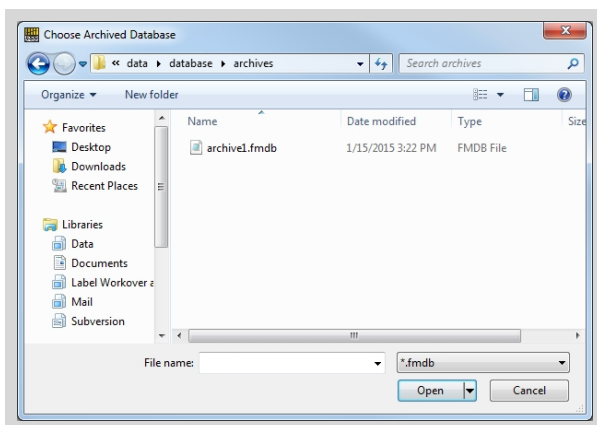 Choose Archived Database
« data ▸ database ▸ archives
Search archives
Organize
New folder
Name Date modified Type Size
Favorites
Desktop
Downloads
Recent Places
Libraries
Data
Documents
Label Workover a
Mail
Subversion
archive1.fmdb 1/15/2015 3:22 PM FMDB File
File name:
*.fmdb
Open Cancel